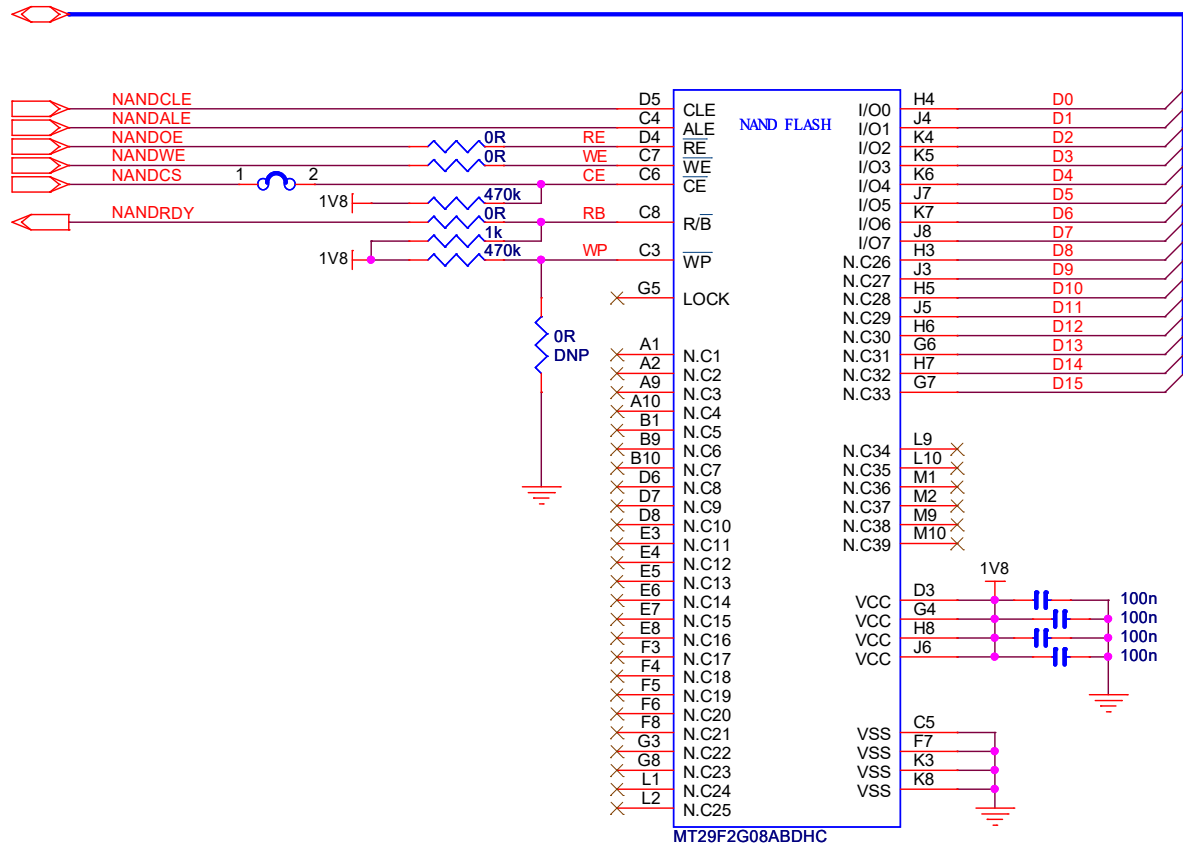 NANDCLE D5 CLE
NANDALE C4 ALE
NANDOE 0R RE D4 RE
NANDWE 0R WE C7 WE
NANDCS 1 2 CE C6 CE
1V8 470k
NANDRDY 0R RB C8 R/B
1k
1V8 470k WP C3 WP
G5 LOCK
0R
DNP
A1 N.C1
A2 N.C2
A9 N.C3
A10 N.C4
B1 N.C5
B9 N.C6
B10 N.C7
D6 N.C8
D7 N.C9
D8 N.C10
E3 N.C11
E4 N.C12
E5 N.C13
E6 N.C14
E7 N.C15
E8 N.C16
F3 N.C17
F4 N.C18
F5 N.C19
F6 N.C20
F8 N.C21
G3 N.C22
G8 N.C23
L1 N.C24
L2 N.C25
NAND FLASH
I/O0 H4 D0
I/O1 J4 D1
I/O2 K4 D2
I/O3 K5 D3
I/O4 K6 D4
I/O5 J7 D5
I/O6 K7 D6
I/O7 J8 D7
N.C26 H3 D8
N.C27 J3 D9
N.C28 H5 D10
N.C29 J5 D11
N.C30 H6 D12
N.C31 G6 D13
N.C32 H7 D14
N.C33 G7 D15
N.C34 L9
N.C35 L10
N.C36 M1
N.C37 M2
N.C38 M9
N.C39 M10
1V8
VCC D3 100n
VCC G4 100n
VCC H8 100n
VCC J6 100n
VSS C5
VSS F7
VSS K3
VSS K8
MT29F2G08ABDHC